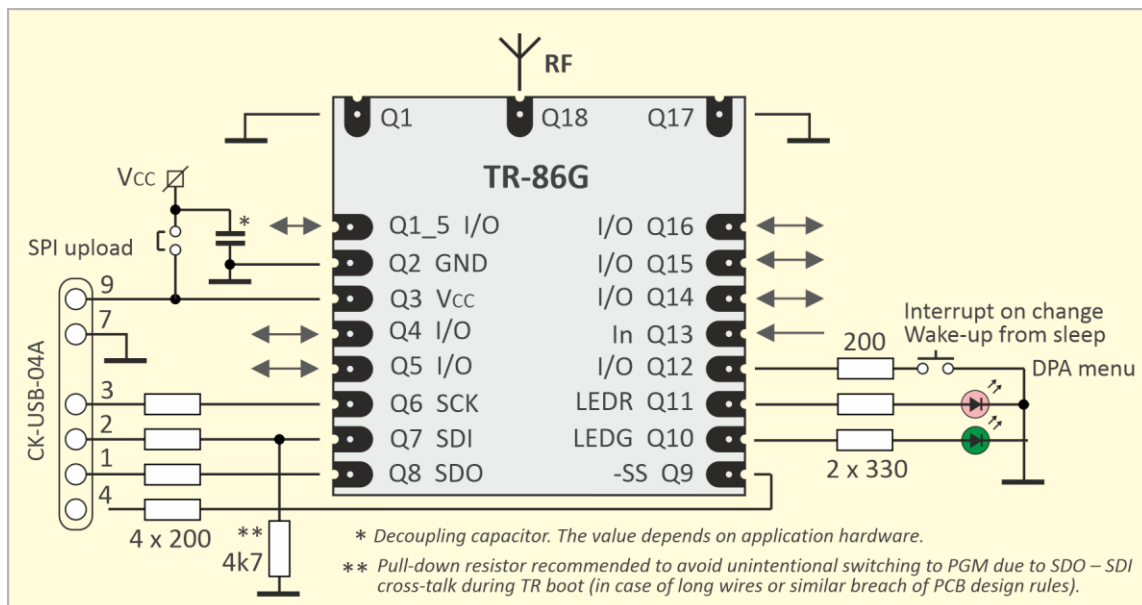 RF
Q1
Q18
Q17
TR-86G
Vcc
*
SPI upload
CK-USB-04A
9
7
3
2
1
4
Q1_5 I/O
Q2 GND
Q3 Vcc
Q4 I/O
Q5 I/O
Q6 SCK
Q7 SDI
Q8 SDO
I/O Q16
I/O Q15
I/O Q14
In Q13
I/O Q12
LEDR Q11
LEDG Q10
-SS Q9
Interrupt on change
Wake-up from sleep
200
DPA menu
2 x 330
4 x 200
**
4k7
* Decoupling capacitor. The value depends on application hardware.
** Pull-down resistor recommended to avoid unintentional switching to PGM due to SDO – SDI
cross-talk during TR boot (in case of long wires or similar breach of PCB design rules).